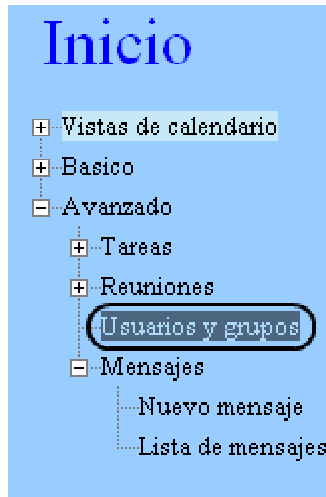 Inicio
Vistas de calendario
Basico
Avanzado
Tareas
Reuniones
Usuarios y grupos
Mensajes
Nuevo mensaje
Lista de mensajes